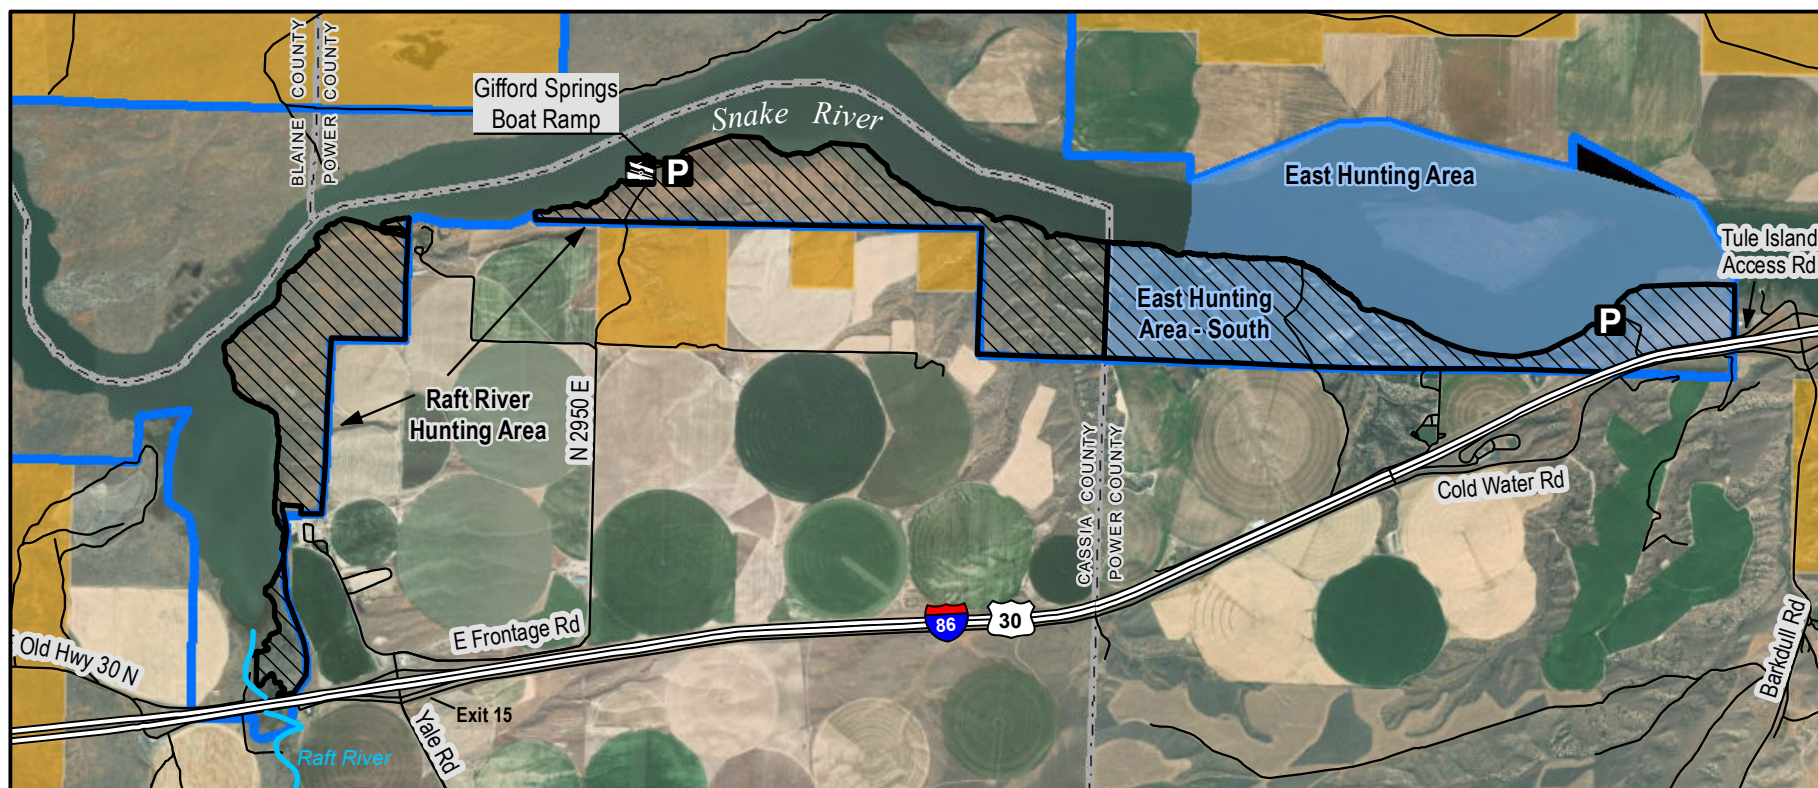 BLAINE COUNTY
POWER COUNTY
Gifford Springs
Boat Ramp
P
Snake River
East Hunting Area
Tule Island
Access Rd
East Hunting
Area - South
P
Raft River
Hunting Area
N 2950 E
CASSIA COUNTY
POWER COUNTY
Cold Water Rd
86
30
E Frontage Rd
Old Hwy 30 N
Exit 15
Yale Rd
Raft River
Barkdull Rd